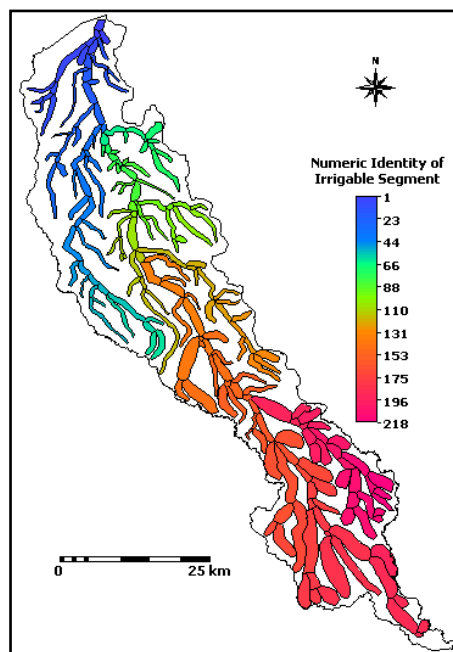 N
Numeric Identity of
Irrigable Segment
1
23
44
66
88
110
131
153
175
196
218
0 25 km